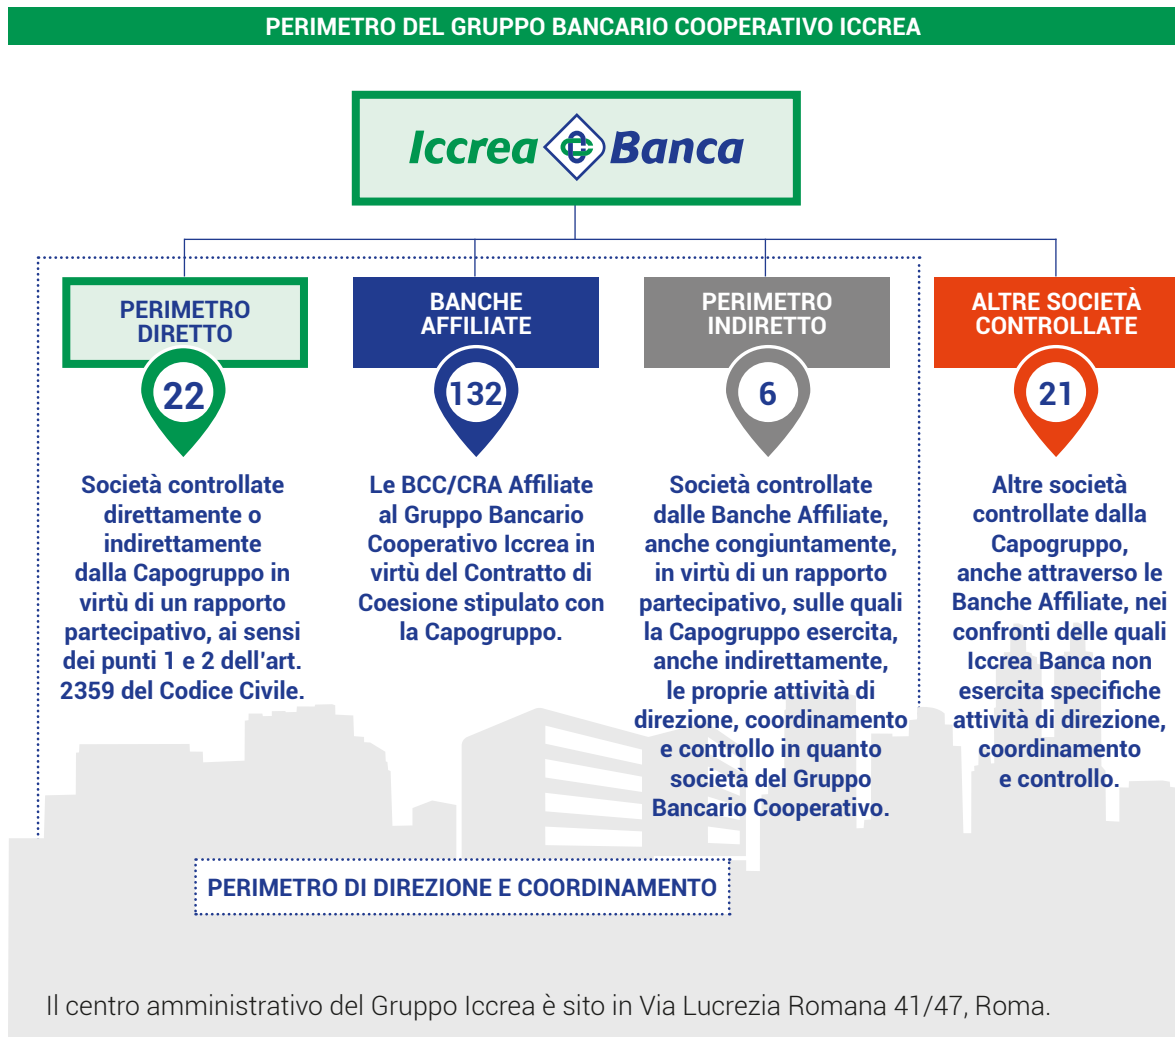 PERIMETRO DEL GRUPPO BANCARIO COOPERATIVO ICCREA
Iccrea Banca
PERIMETRO
DIRETTO
22
Società controllate
direttamente o
indirettamente
dalla Capogruppo in
virtù di un rapporto
partecipativo, ai sensi
dei punti 1 e 2 dell'art.
2359 del Codice Civile.
BANCHE
AFFILIATE
132
Le BCC/CRA Affiliate
al Gruppo Bancario
Cooperativo Iccrea in
virtù del Contratto di
Coesione stipulato con
la Capogruppo.
PERIMETRO
INDIRETTO
6
Società controllate
dalle Banche Affiliate,
anche congiuntamente,
in virtù di un rapporto
partecipativo, sulle quali
la Capogruppo esercita,
anche indirettamente,
le proprie attività di
direzione, coordinamento
e controllo in quanto
società del Gruppo
Bancario Cooperativo.
ALTRE SOCIETÀ
CONTROLLATE
21
Altre società
controllate dalla
Capogruppo,
anche attraverso le
Banche Affiliate, nei
confronti delle quali
Iccrea Banca non
esercita specifiche
attività di direzione,
coordinamento
e controllo.
PERIMETRO DI DIREZIONE E COORDINAMENTO
Il centro amministrativo del Gruppo Iccrea è sito in Via Lucrezia Romana 41/47, Roma.